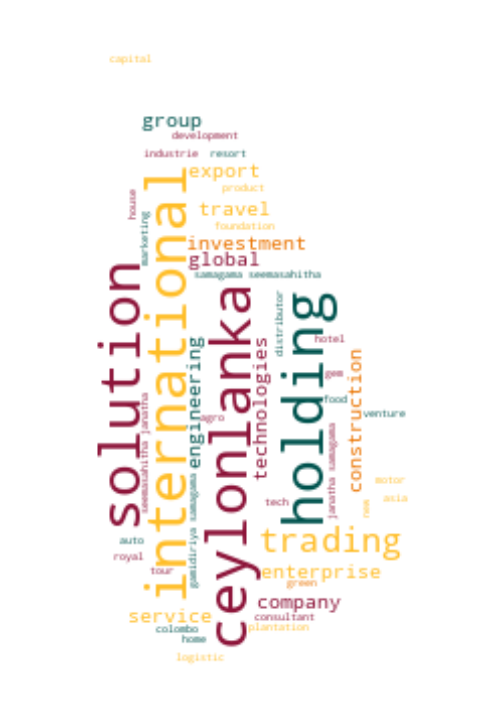 capital
group
development
industrie
resort
export
product
house
travel
marketing
foundation
international
investment
global
samagama seemasahitha
solution
ceylonlanka
holding
distributor
engineering
technologies
hotel
construction
gem
seemasahitha janatha
food
agro
venture
janatha samagama
gamidiriya samagama
motor
asia
tech
new
auto
trading
royal
tour
enterprise
green
company
service
consultant
colombo
plantation
home
logistic